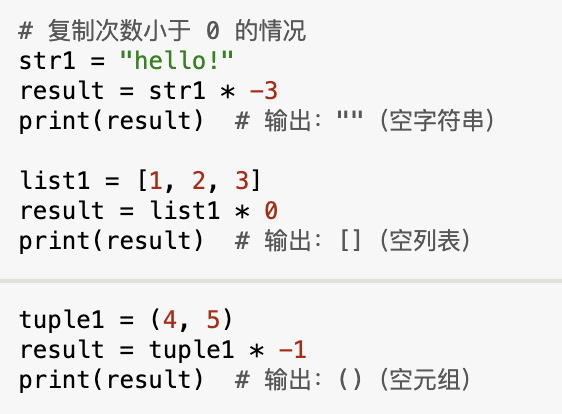 # 复制次数小于 0 的情况
str1 = "hello!"
result = str1 * -3
print(result)  # 输出：""（空字符串）
list1 = [1, 2, 3]
result = list1 * 0
print(result)  # 输出：[]（空列表）
tuple1 = (4, 5)
result = tuple1 * -1
print(result)  # 输出：()（空元组）